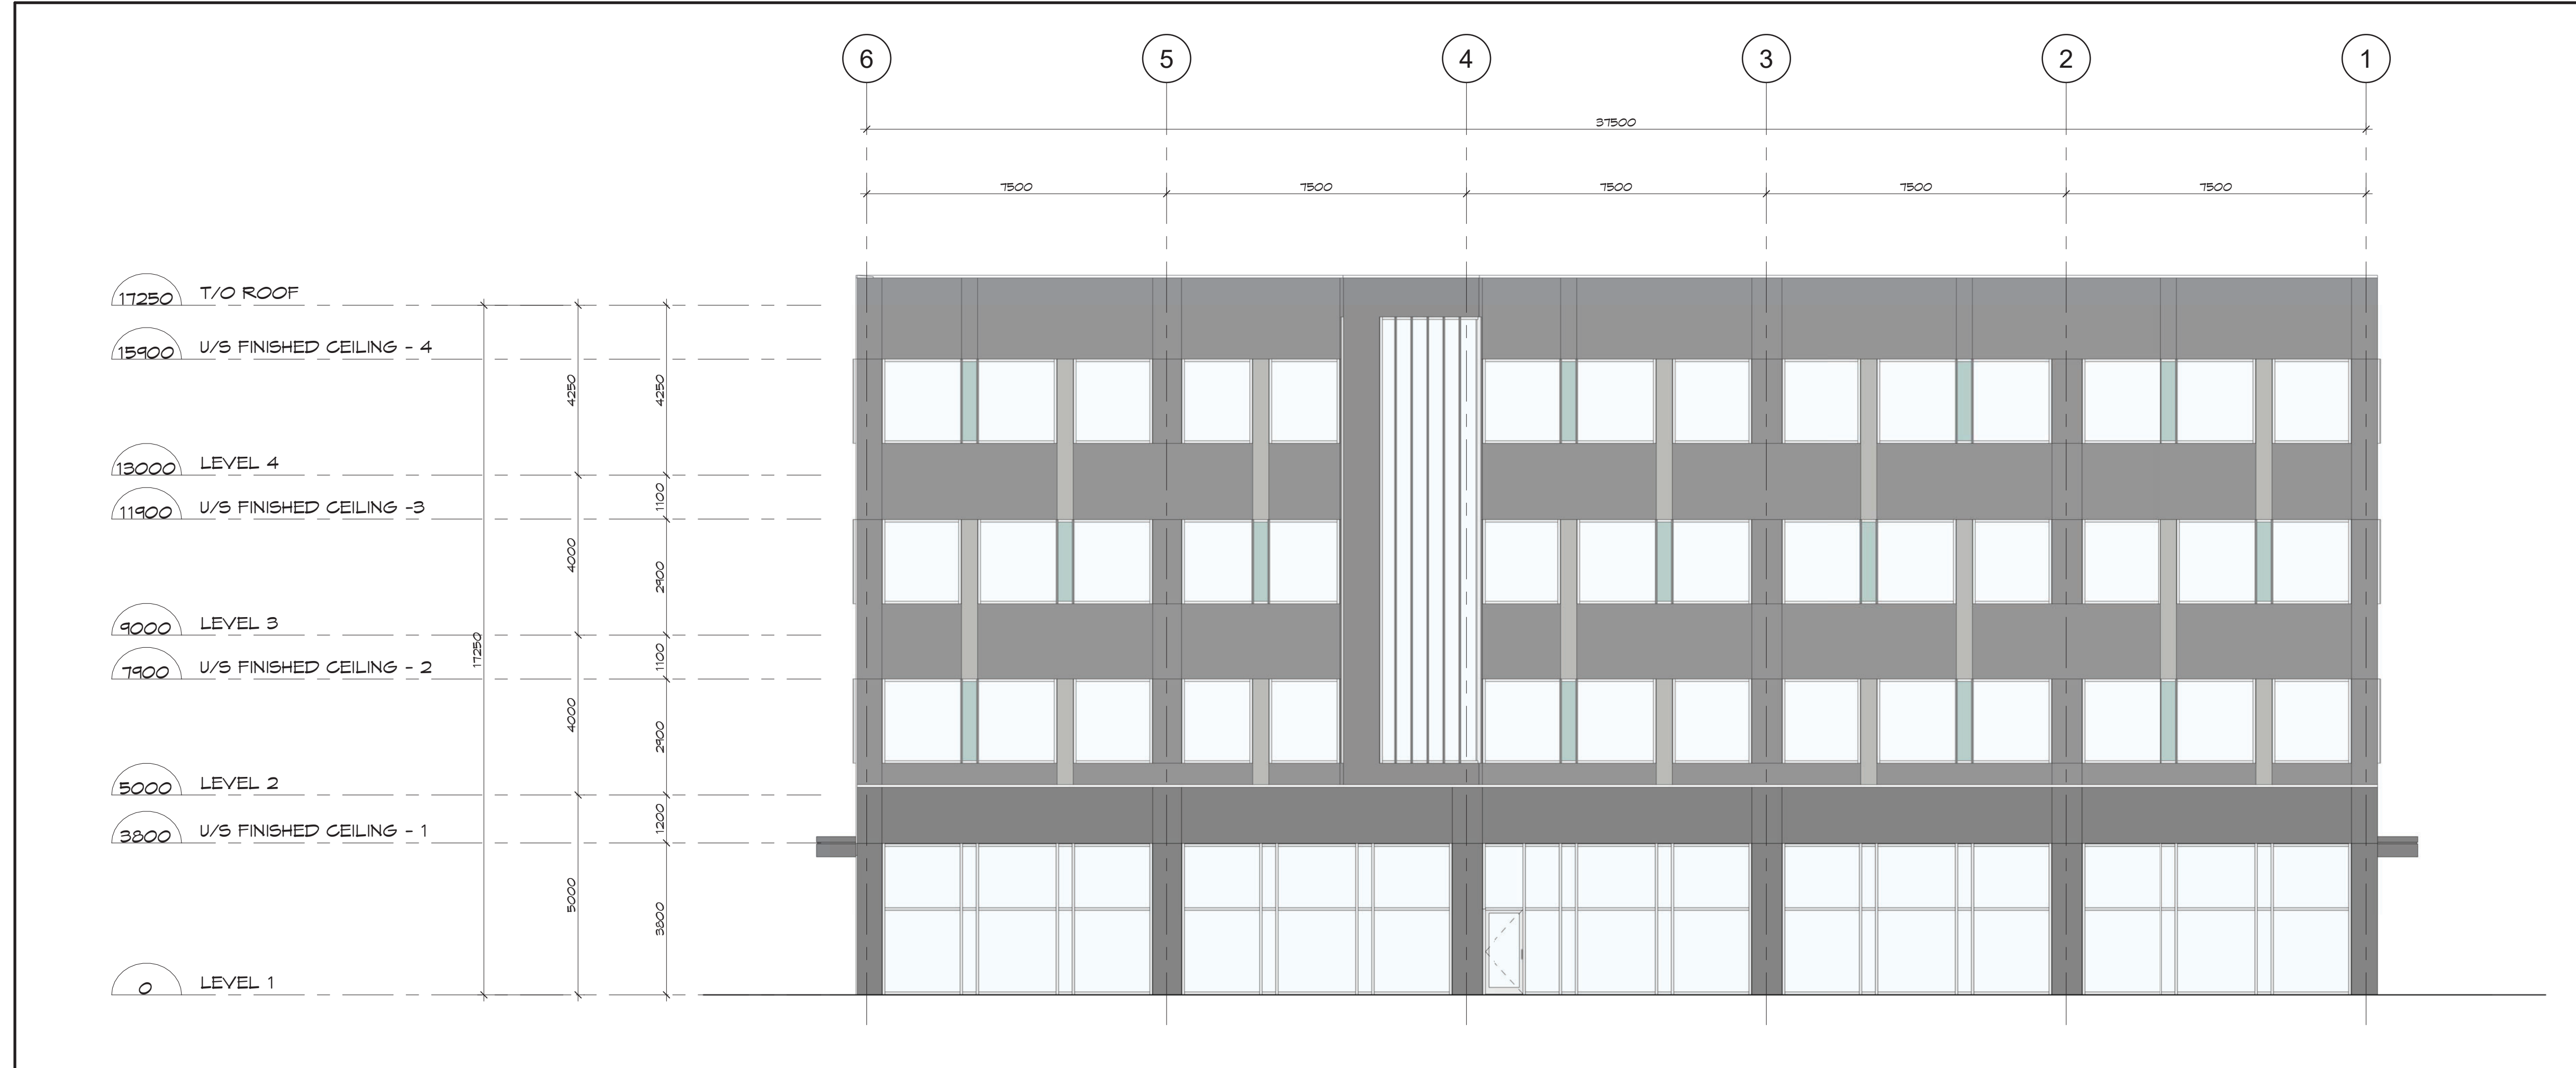 6 5 4 3 2 1
37500
7500 7500 7500 7500 7500
17250 T/O ROOF
15900 U/S FINISHED CEILING - 4
4250 4250
13000 LEVEL 4
1100
11900 U/S FINISHED CEILING -3
4000 2900
9000 LEVEL 3
17250 1100
7900 U/S FINISHED CEILING - 2
4000 2900
5000 LEVEL 2
1200
3800 U/S FINISHED CEILING - 1
5000 3800
0 LEVEL 1